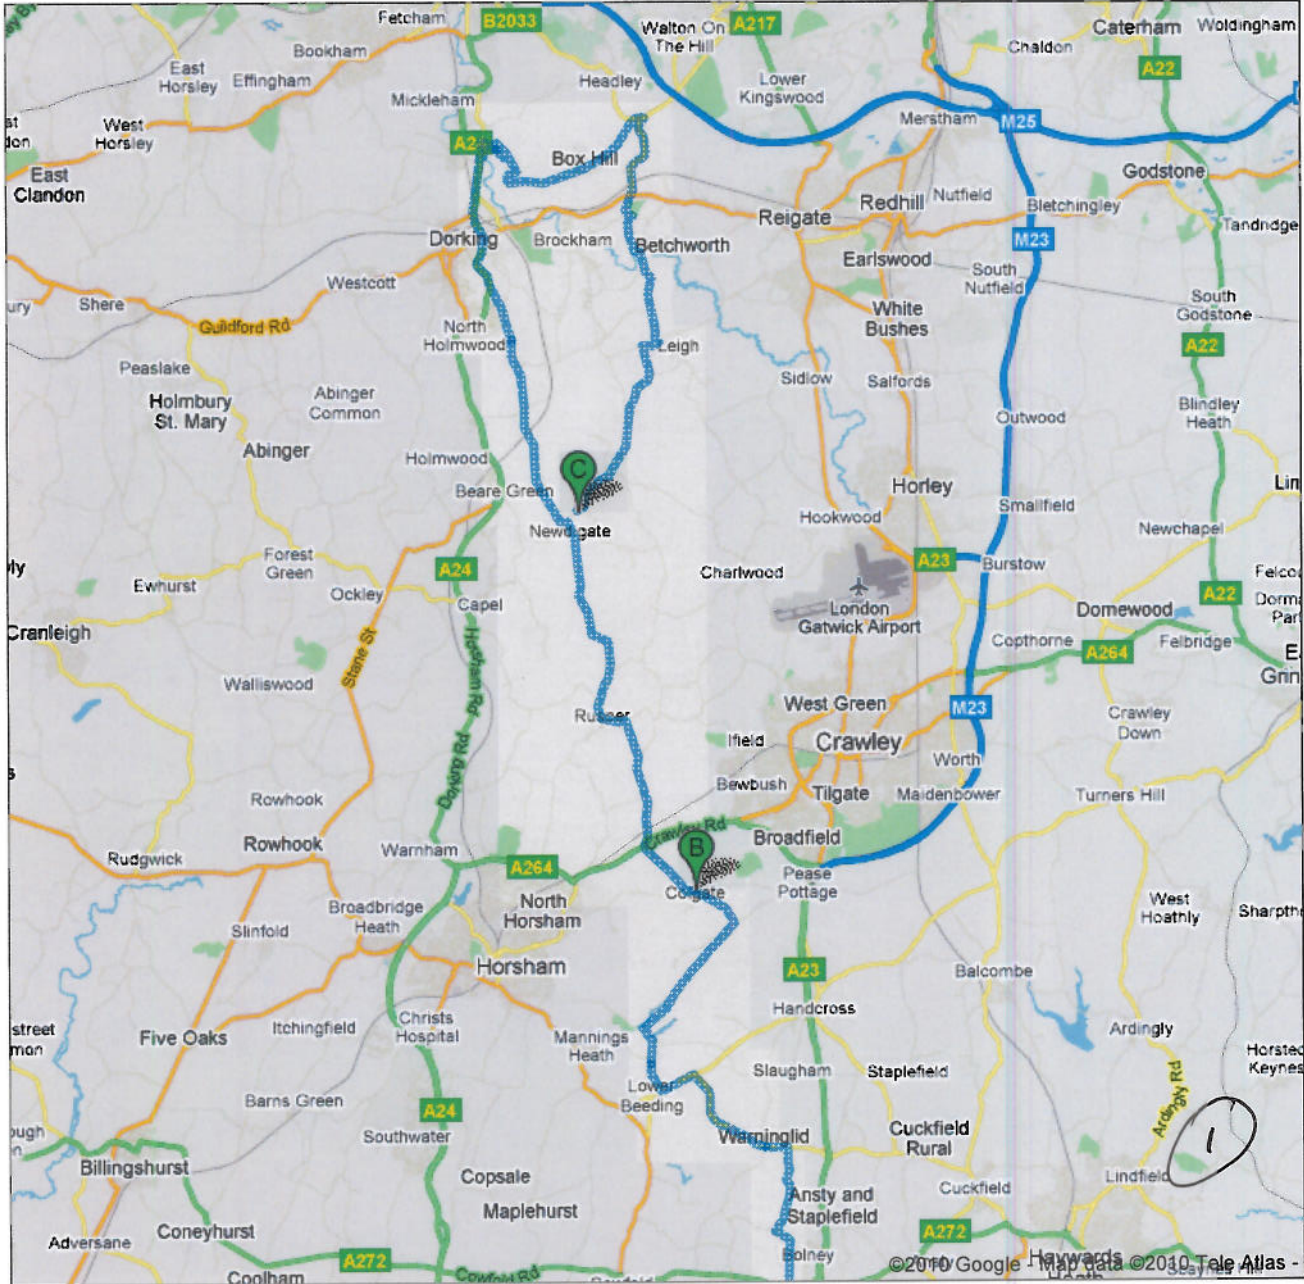 Fetcham
B2033
Walton On
The Hill
A217
Caterham
Woldingham
Bookham
Chaldon
East
Horsley
Effingham
Headley
Lower
Kingswood
A22
Mickleham
West
Horsley
Merstham
M25
A24
Box Hill
East
Clandon
Godstone
Redhill
Nutfield
Bletchingley
Reigate
Tandridge
Dorking
Brockham
Betchworth
M23
Earlswood
South
Nutfield
Westcott
Shere
White
Bushes
South
Godstone
Guildford Rd
North
Holmwood
Leigh
A22
Peaslake
Sidlow
Salfords
Holmbury
St. Mary
Abinger
Common
Blindley
Heath
Outwood
Abinger
Holmwood
C
Beare Green
Horley
Smallfield
Newdigate
Hookwood
Newchapel
Forest
Green
A24
Charlwood
A23
Burstow
Ewhurst
Ockley
Capel
London
Gatwick Airport
A22
Domewood
Cranleigh
Copthorne
A264
Felbridge
Stane St
Horsham Rd
Walliswood
West Green
M23
Rusper
Crawley
Down
Ifield
Crawley
Worth
Dorking Rd
Bewbush
Tilgate
Maidenbower
Turners Hill
Rowhook
Rowhook
Crawley Rd
Broadfield
Rudgwick
Warnham
A264
B
Pease
Pottage
Colgate
Broadbridge
Heath
North
Horsham
West
Hoathly
Slinfold
Horsham
A23
Balcombe
Handcross
Five Oaks
Itchingfield
Christs
Hospital
Mannings
Heath
Ardingly
Slaugham
Staplefield
Horsted
Keynes
Barns Green
A24
Lower
Beeding
Ardingly Rd
1
Southwater
Warninglid
Cuckfield
Rural
Billingshurst
Copsale
Lindfield
Cuckfield
Maplehurst
Ansty and
Staplefield
Coneyhurst
A272
Adversane
A272
Bolney
Coolham
Cowfold Rd
Haywards
Heath
©2010 Google - Map data ©2010 Tele Atlas -